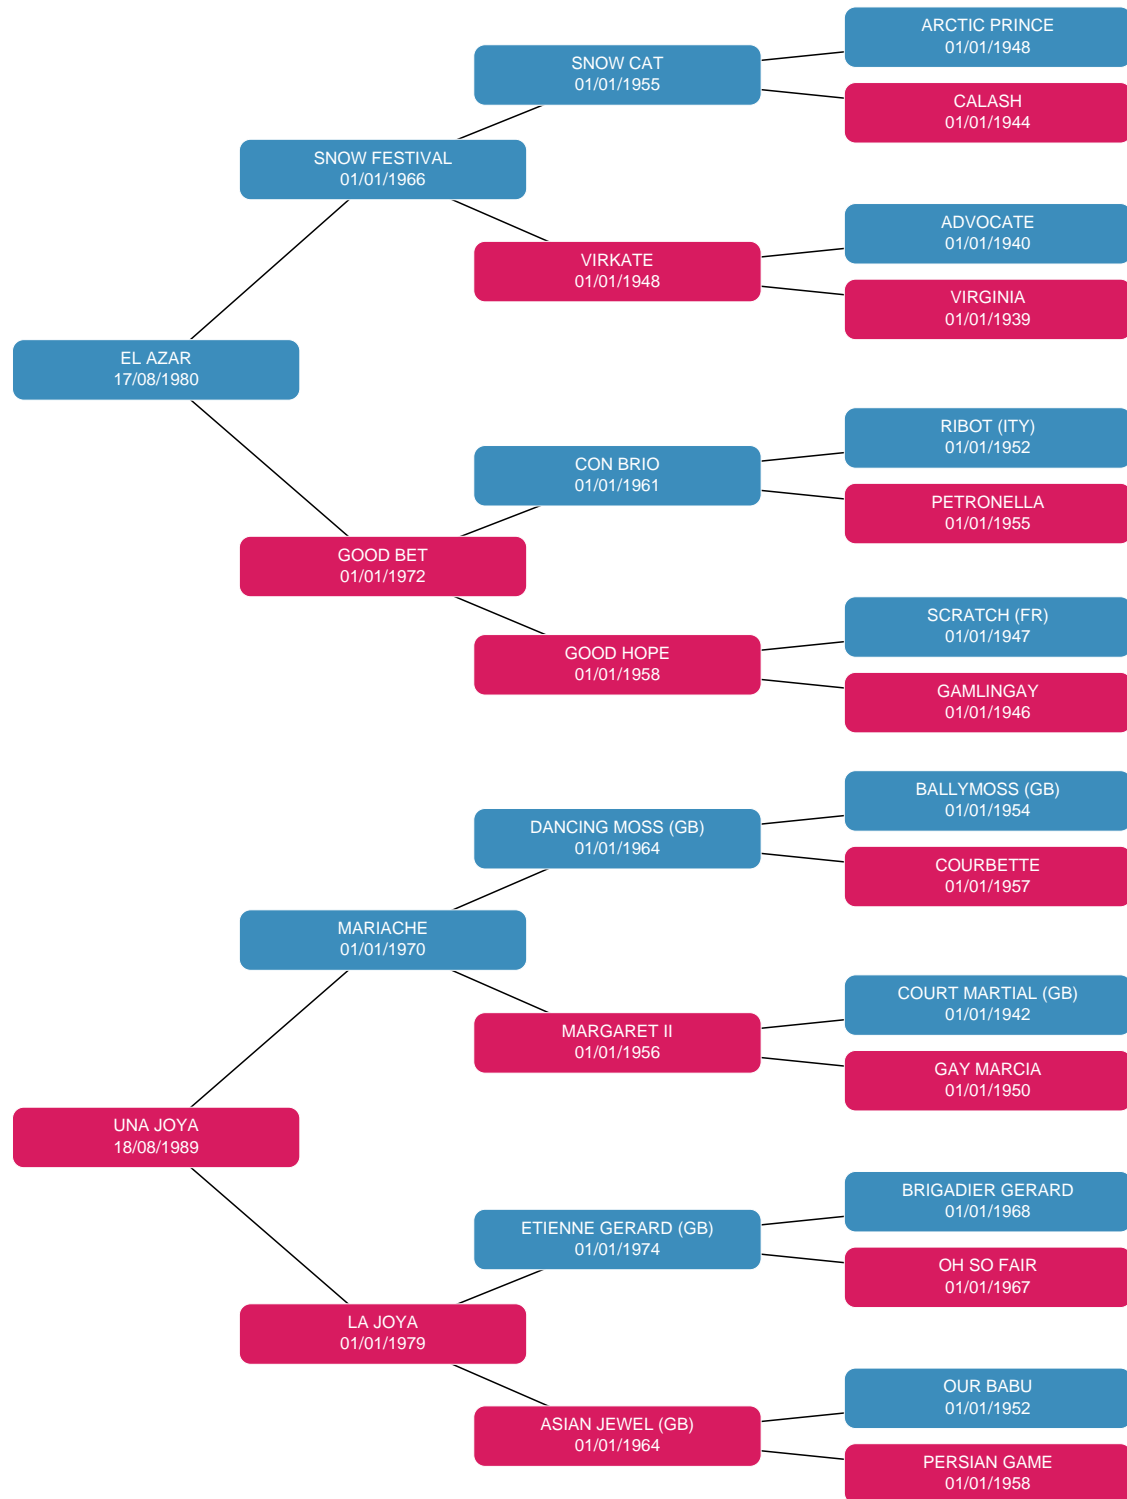 ARCTIC PRINCE
01/01/1948
SNOW CAT
01/01/1955
CALASH
01/01/1944
SNOW FESTIVAL
01/01/1966
ADVOCATE
01/01/1940
VIRKATE
01/01/1948
VIRGINIA
01/01/1939
EL AZAR
17/08/1980
RIBOT (ITY)
01/01/1952
CON BRIO
01/01/1961
PETRONELLA
01/01/1955
GOOD BET
01/01/1972
SCRATCH (FR)
01/01/1947
GOOD HOPE
01/01/1958
GAMLINGAY
01/01/1946
BALLYMOSS (GB)
01/01/1954
DANCING MOSS (GB)
01/01/1964
COURBETTE
01/01/1957
MARIACHE
01/01/1970
COURT MARTIAL (GB)
01/01/1942
MARGARET II
01/01/1956
GAY MARCIA
01/01/1950
UNA JOYA
18/08/1989
BRIGADIER GERARD
01/01/1968
ETIENNE GERARD (GB)
01/01/1974
OH SO FAIR
01/01/1967
LA JOYA
01/01/1979
OUR BABU
01/01/1952
ASIAN JEWEL (GB)
01/01/1964
PERSIAN GAME
01/01/1958